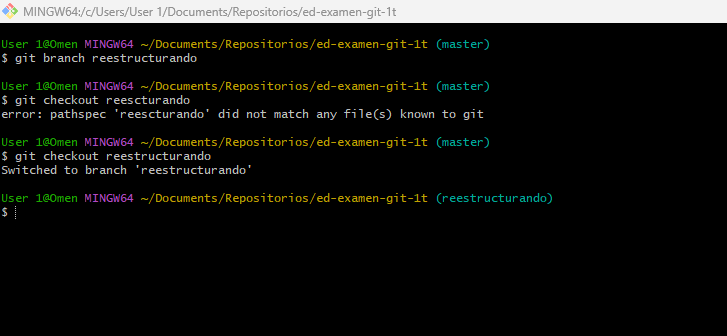 MINGW64:/c/Users/User 1/Documents/Repositorios/ed-examen-git-1t
User 1@Omen MINGW64 ~/Documents/Repositorios/ed-examen-git-1t (master)
$ git branch reestructurando
User 1@Omen MINGW64 ~/Documents/Repositorios/ed-examen-git-1t (master)
$ git checkout reescturando
error: pathspec 'reescturando' did not match any file(s) known to git
User 1@Omen MINGW64 ~/Documents/Repositorios/ed-examen-git-1t (master)
$ git checkout reestructurando
Switched to branch 'reestructurando'
User 1@Omen MINGW64 ~/Documents/Repositorios/ed-examen-git-1t (reestructurando)
$